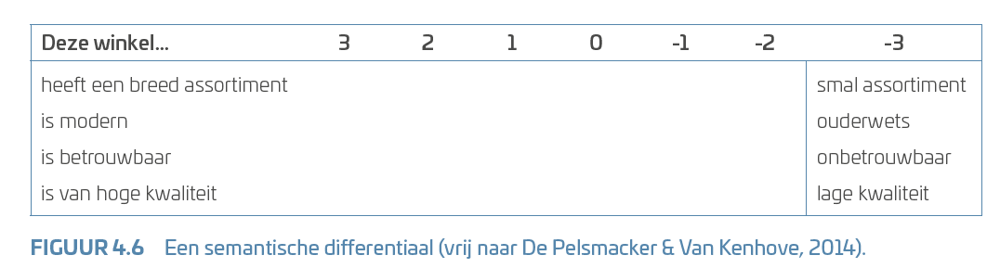 Deze winkel... 3 2 1 0 -1 -2 -3
heeft een breed assortiment smal assortiment
is modern ouderwets
is betrouwbaar onbetrouwbaar
is van hoge kwaliteit lage kwaliteit
FIGUUR 4.6 Een semantische differentiaal (vrij naar De Pelsmacker & Van Kenhove, 2014).